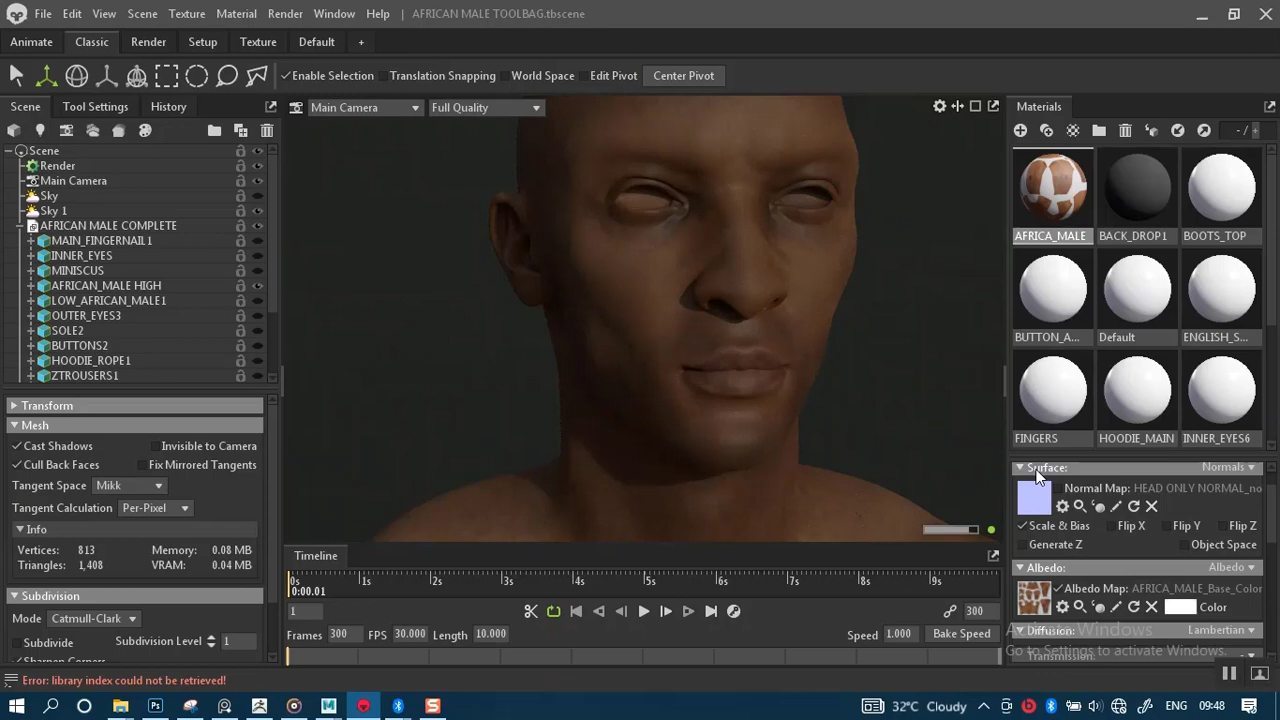 File Edit View Scene Texture Material Render Window Help AFRICAN MALE TOOLBAG.tbscene
Animate Classic Render Setup Texture Default +
Enable Selection Translation Snapping World Space Edit Pivot Center Pivot
Scene Tool Settings History
Main Camera Full Quality
Materials
- / +
Scene
Render
Main Camera
Sky
Sky 1
AFRICAN MALE COMPLETE
MAIN_FINGERNAIL1
INNER_EYES
MINISCUS
AFRICAN_MALE HIGH
LOW_AFRICAN_MALE1
OUTER_EYES3
SOLE2
BUTTONS2
HOODIE_ROPE1
ZTROUSERS1
AFRICA_MALE BACK_DROP1 BOOTS_TOP
BUTTON_A... Default ENGLISH_S...
FINGERS HOODIE_MAIN INNER_EYES6
Transform
Mesh
Cast Shadows Invisible to Camera
Cull Back Faces Fix Mirrored Tangents
Tangent Space Mikk
Tangent Calculation Per-Pixel
Info
Vertices: 813 Memory: 0.08 MB
Triangles: 1,408 VRAM: 0.04 MB
Subdivision
Mode Catmull-Clark
Subdivide Subdivision Level 1
Sharpen Corners
Surface: Normals
Normal Map: HEAD ONLY NORMAL_no
Scale & Bias Flip X Flip Y Flip Z
Generate Z Object Space
Albedo: Albedo
Albedo Map: AFRICA_MALE_Base_Color
Color
Diffusion: Lambertian
Transmission:
Activate Windows
Go to Settings to activate Windows.
Timeline
0s 1s 2s 3s 4s 5s 6s 7s 8s 9s
0:00.01
1 300
Frames 300 FPS 30.000 Length 10.000 Speed 1.000 Bake Speed
Error: library index could not be retrieved!
32°C Cloudy ENG 09:48